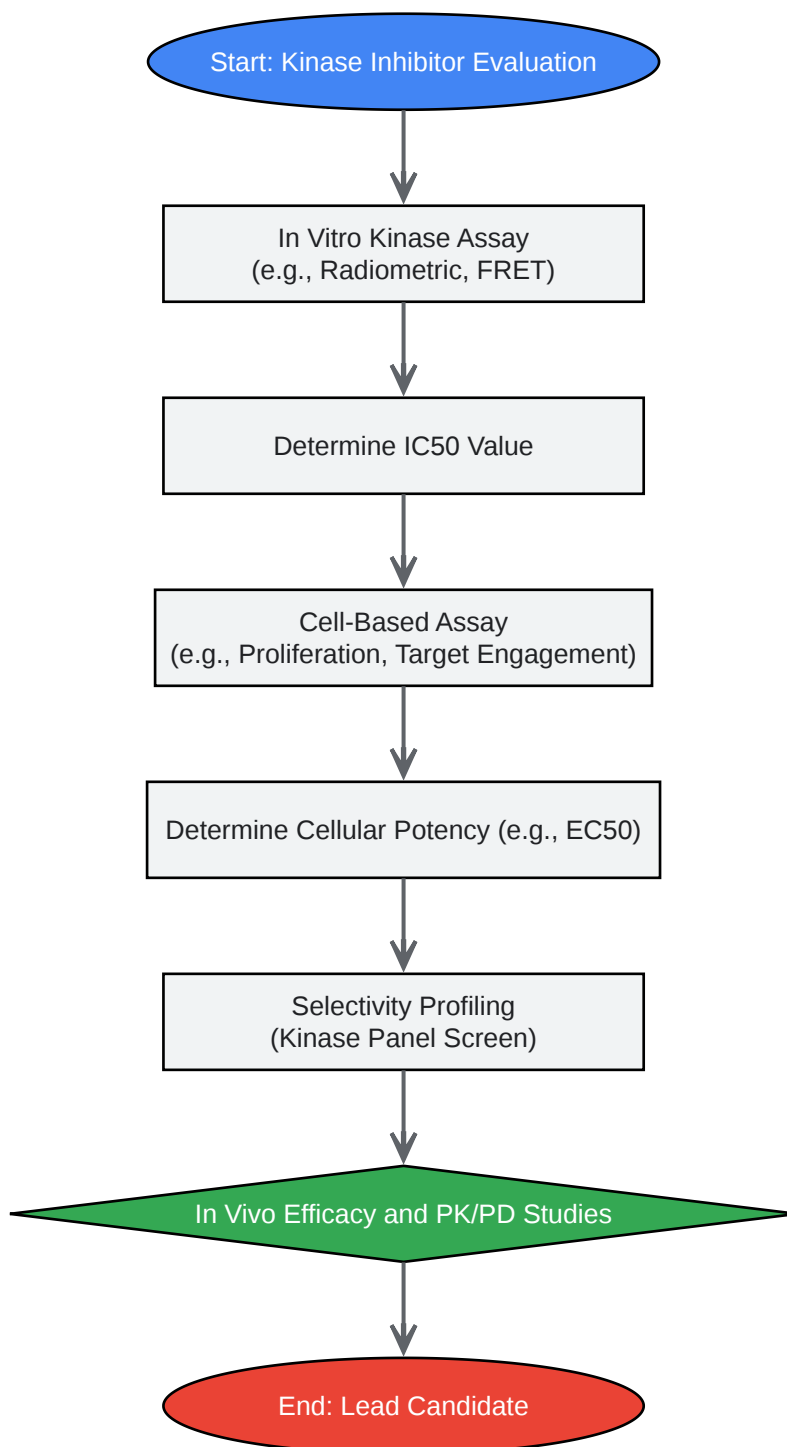 Start: Kinase Inhibitor Evaluation
In Vitro Kinase Assay
(e.g., Radiometric, FRET)
Determine IC50 Value
Cell-Based Assay
(e.g., Proliferation, Target Engagement)
Determine Cellular Potency (e.g., EC50)
Selectivity Profiling
(Kinase Panel Screen)
In Vivo Efficacy and PK/PD Studies
End: Lead Candidate